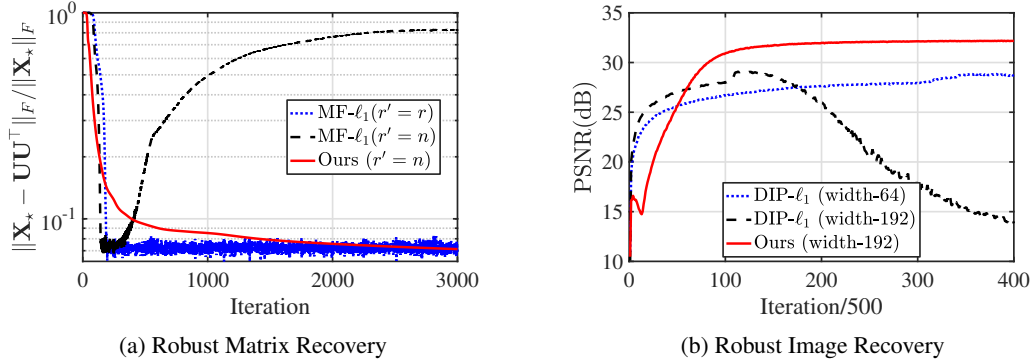 ‖X⋆ − UU⊤‖F/‖X⋆‖F
10^0
10^-1
MF-ℓ1(r′ = r)
MF-ℓ1(r′ = n)
Ours (r′ = n)
0 1000 2000 3000
Iteration
(a) Robust Matrix Recovery
PSNR(dB)
35
30
25
20
15
10
DIP-ℓ1 (width-64)
DIP-ℓ1 (width-192)
Ours (width-192)
0 100 200 300 400
Iteration/500
(b) Robust Image Recovery